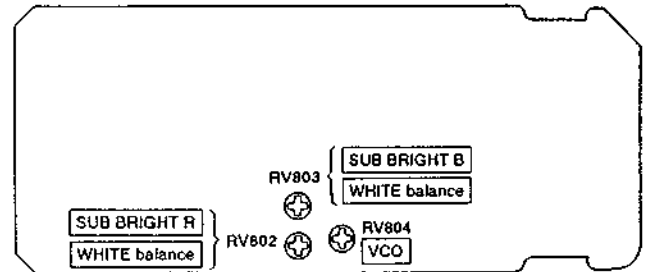 SUB BRIGHT B
RV803
WHITE balance
SUB BRIGHT R
RV804
RV802
VCO
WHITE balance